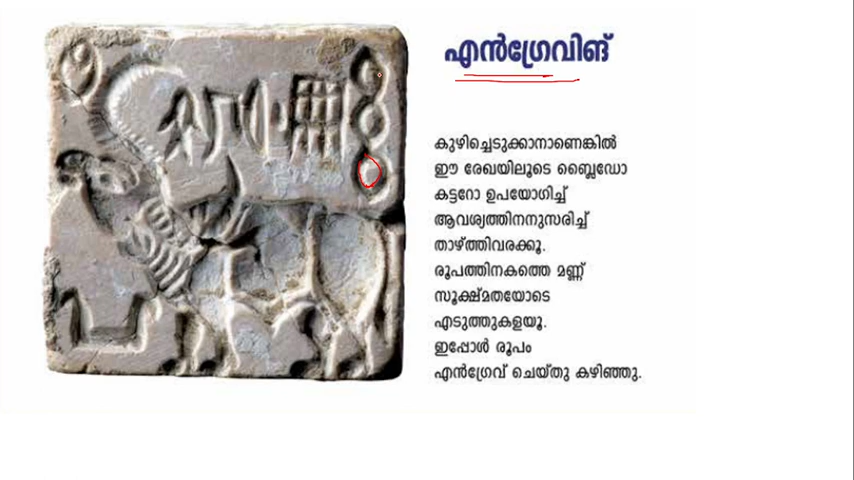 എൻഗ്രേവിങ്
കുഴിച്ചെടുക്കാനാണെങ്കിൽ
ഈ രേഖയിലൂടെ ബ്ലൈഡോ
കട്ടറോ ഉപയോഗിച്ച്
ആവശ്യത്തിനനുസരിച്ച്
താഴ്ത്തിവരക്കൂ.
രൂപത്തിനകത്തെ മണ്ണ്
സൂക്ഷ്മതയോടെ
എടുത്തുകളയൂ.
ഇപ്പോൾ രൂപം
എൻഗ്രേവ് ചെയ്തു കഴിഞ്ഞു.